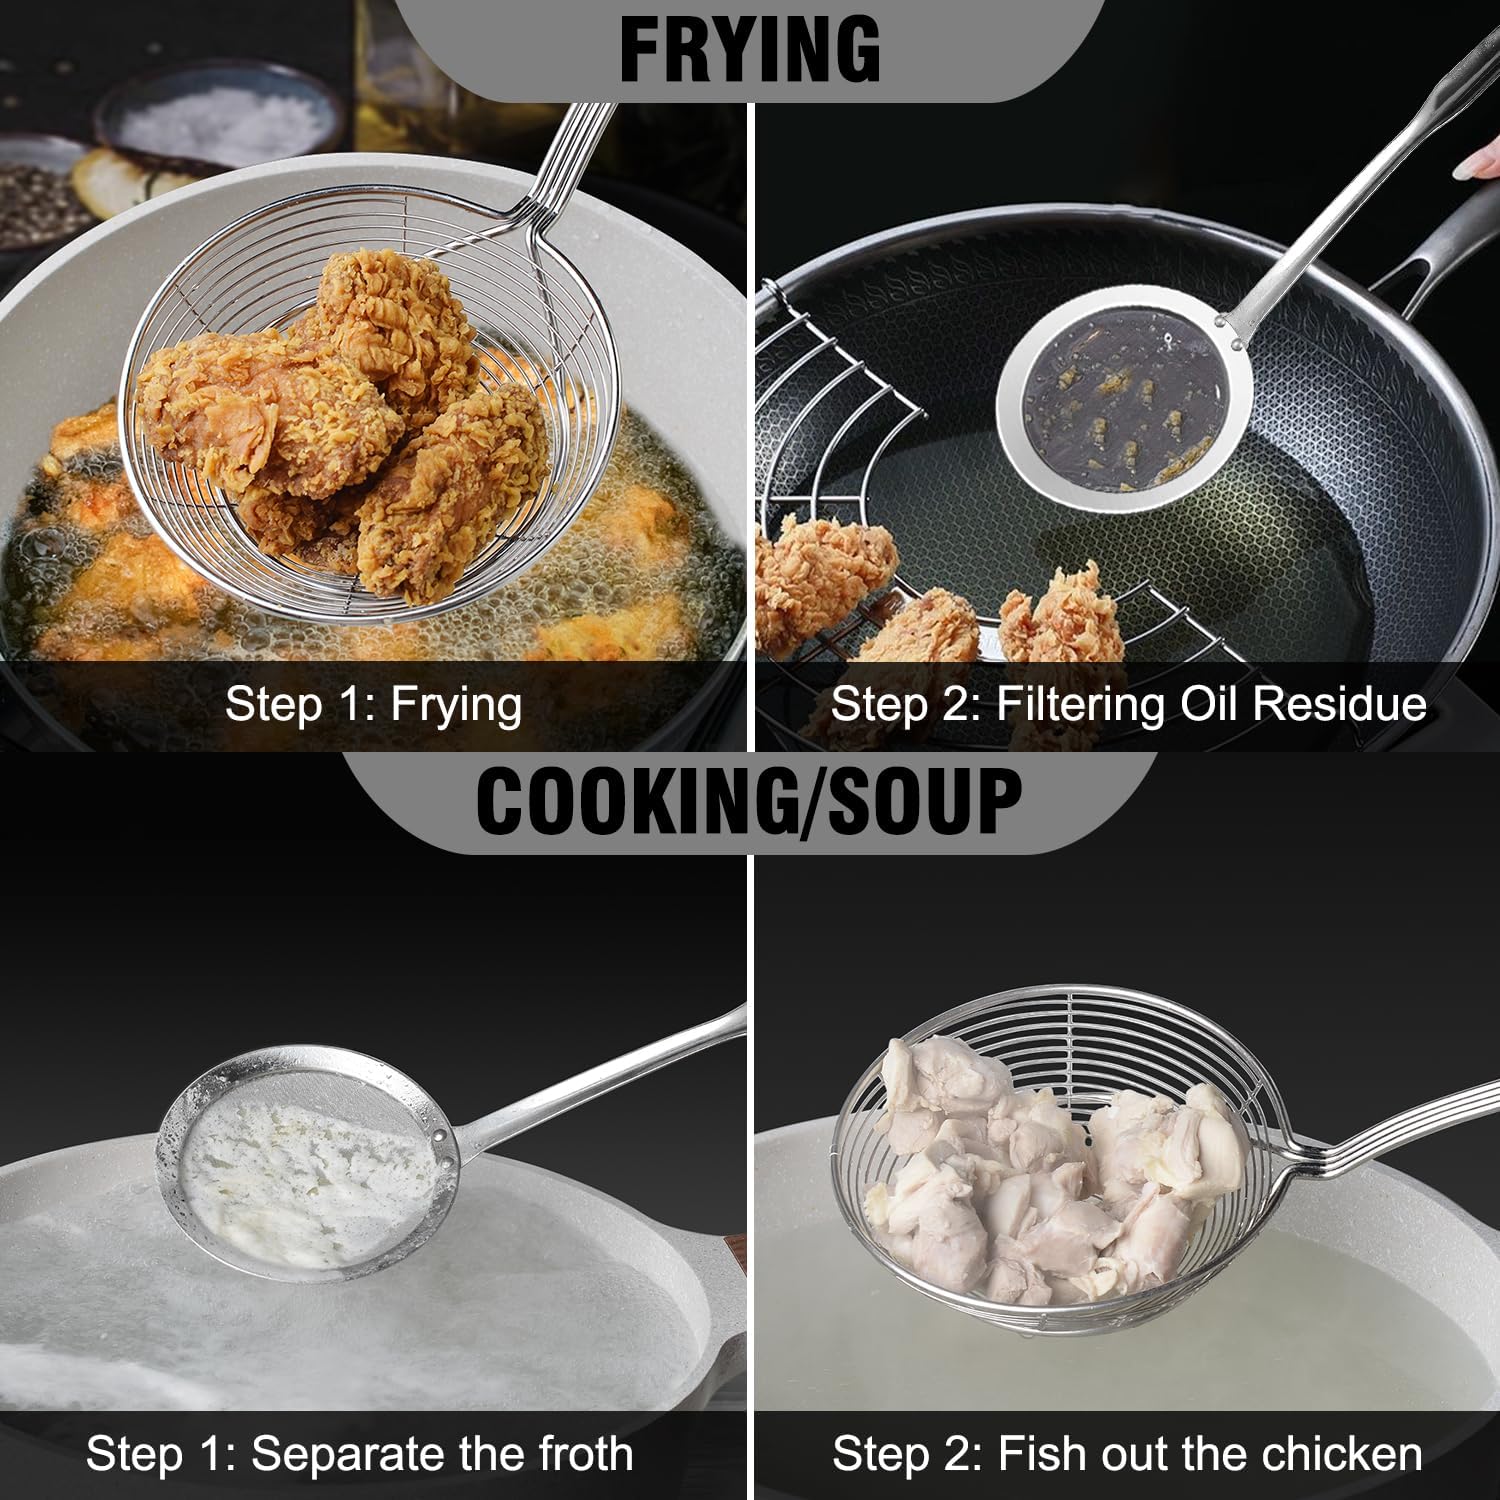 FRYING
Step 1: Frying
Step 2: Filtering Oil Residue
COOKING/SOUP
Step 1: Separate the froth
Step 2: Fish out the chicken